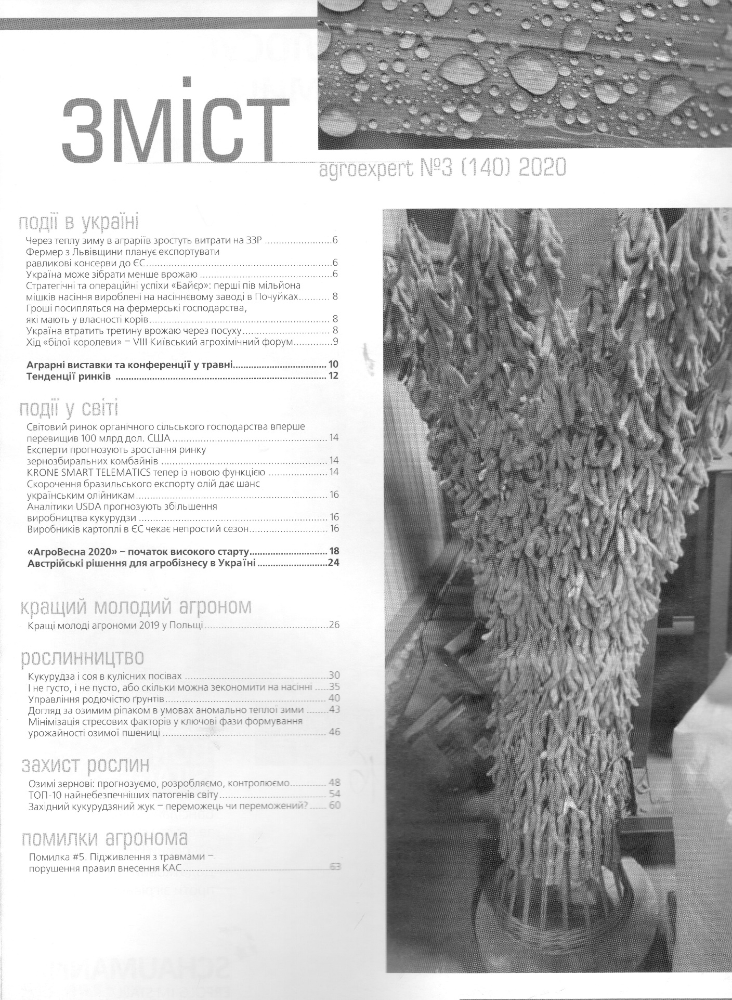 зміст
agroexpert №3 (140) 2020
події в україні
Через теплу зиму в аграріїв зростуть витрати на ЗЗР ........................6
Фермер з Львівщини планує експортувати
равликові консерви до ЄС..................................................................6
Україна може зібрати менше врожаю ...............................................6
Стратегічні та операційні успіхи «Байєр»: перші пів мільйона
мішків насіння вироблені на насіннєвому заводі в Почуйках........... 8
Гроші посипляться на фермерські господарства,
які мають у власності корів................................................................ 8
Україна втратить третину врожаю через посуху............................... 8
Хід «білої королеви» – VIII Київський агрохімічний форум..............9
Аграрні виставки та конференції у травні.................................... 10
Тенденції ринків .................................................................................. 12
події у світі
Світовий ринок органічного сільського господарства вперше
перевищив 100 млрд дол. США ........................................................ 14
Експерти прогнозують зростання ринку
зернозбиральних комбайнів ............................................................ 14
KRONE SMART TELEMATICS тепер із новою функцією ..................... 14
Скорочення бразильського експорту олій дає шанс
українським олійникам..................................................................... 16
Аналітики USDA прогнозують збільшення
виробництва кукурудзи .................................................................... 16
Виробників картоплі в ЄС чекає непростий сезон............................ 16
«АгроВесна 2020» – початок високого старту.............................. 18
Австрійські рішення для агробізнесу в Україні ...........................24
кращий молодий агроном
Кращі молоді агрономи 2019 у Польщі............................................26
рослинництво
Кукурудза і соя в кулісних посівах ...................................................30
І не густо, і не пусто, або скільки можна зекономити на насінні .....35
Управління родючістю ґрунтів.......................................................... 40
Догляд за озимим ріпаком в умовах аномально теплої зими ........43
Мінімізація стресових факторів у ключові фази формування
урожайності озимої пшениці ........................................................... 46
захист рослин
Озимі зернові: прогнозуємо, розробляємо, контролюємо............. 48
ТОП-10 найнебезпечніших патогенів світу...................................... 54
Західний кукурудзяний жук – переможець чи переможений? ...... 60
помилки агронома
Помилка #5. Підживлення з травмами –
порушення правил внесення КАС....................................................63